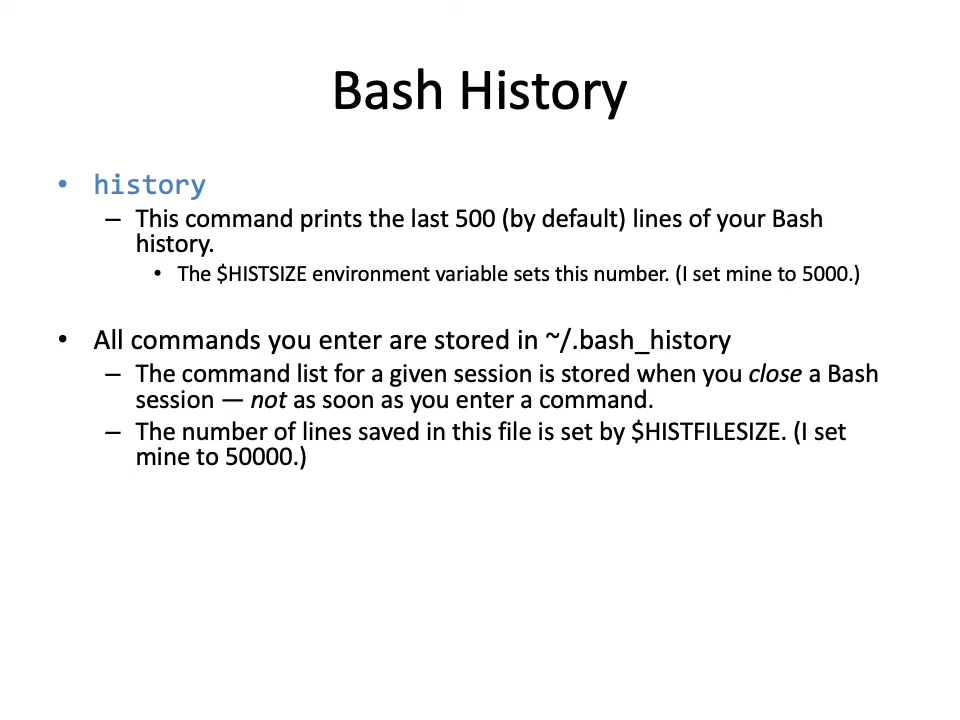 Bash History
• history
– This command prints the last 500 (by default) lines of your Bash
history.
• The $HISTSIZE environment variable sets this number. (I set mine to 5000.)
• All commands you enter are stored in ~/.bash_history
– The command list for a given session is stored when you close a Bash
session — not as soon as you enter a command.
– The number of lines saved in this file is set by $HISTFILESIZE. (I set
mine to 50000.)